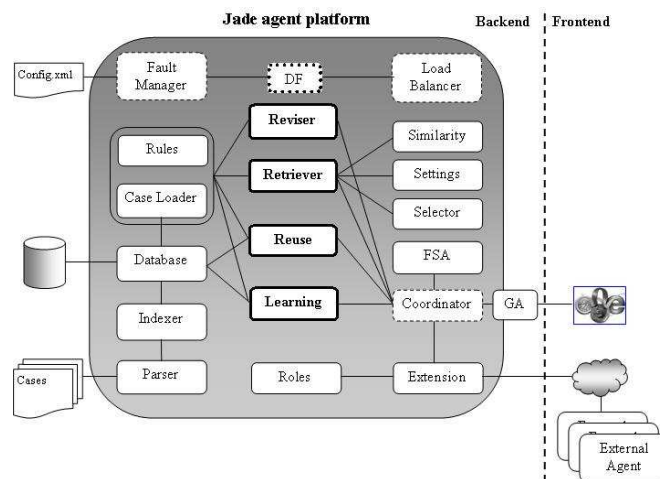 Jade agent platform
Backend
Frontend
Config.xml
Fault
Manager
DF
Load
Balancer
Reviser
Rules
Similarity
Retriever
Settings
Case Loader
Selector
Reuse
Database
FSA
Learning
Coordinator
GA
Indexer
Cases
Parser
Roles
Extension
External
Agent